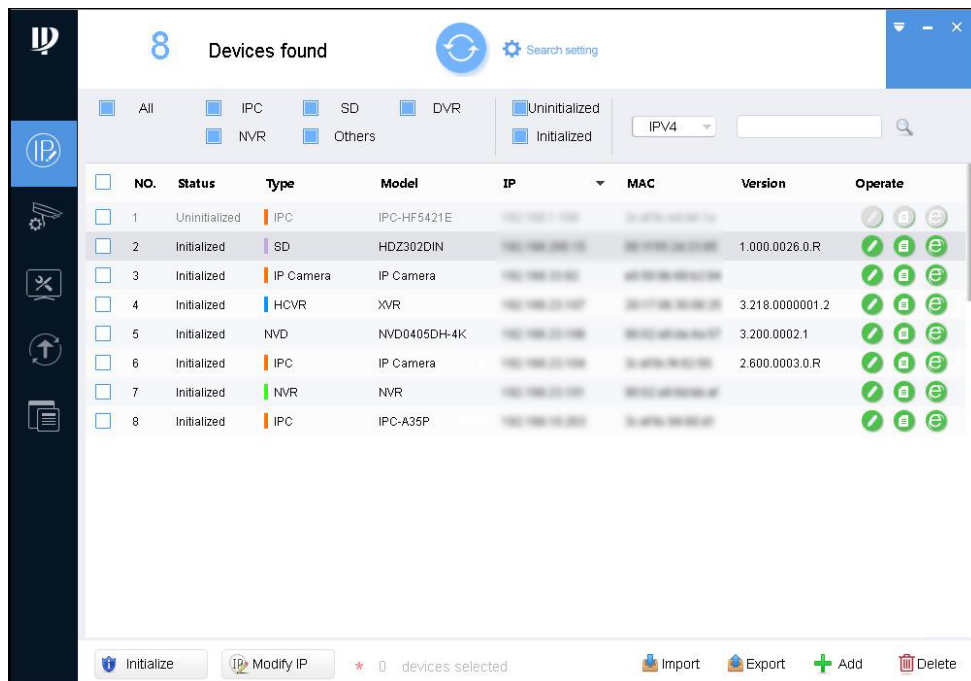 8 Devices found Search setting
All IPC SD DVR Uninitialized
NVR Others Initialized IPV4
NO. Status Type Model IP MAC Version Operate
1 Uninitialized IPC IPC-HF5421E
2 Initialized SD HDZ302DIN 1.000.0026.0.R
3 Initialized IP Camera IP Camera
4 Initialized HCVR XVR 3.218.0000001.2
5 Initialized NVD NVD0405DH-4K 3.200.0002.1
6 Initialized IPC IP Camera 2.600.0003.0.R
7 Initialized NVR NVR
8 Initialized IPC IPC-A35P
Initialize IP Modify IP * 0 devices selected Import Export Add Delete